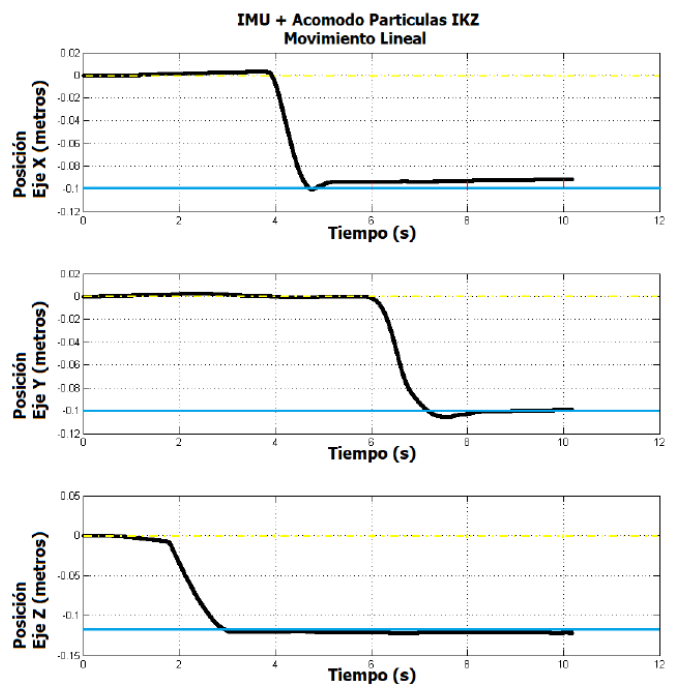 IMU + Acomodo Particulas IKZ
Movimiento Lineal
Posición
Eje X (metros)
0.02
0
-0.02
-0.04
-0.06
-0.08
-0.1
-0.12
0 2 4 6 8 10 12
Tiempo (s)
Posición
Eje Y (metros)
0.02
0
-0.02
-0.04
-0.06
-0.08
-0.1
-0.12
0 2 4 6 8 10 12
Tiempo (s)
Posición
Eje Z (metros)
0.05
0
-0.05
-0.1
-0.15
0 2 4 6 8 10 12
Tiempo (s)